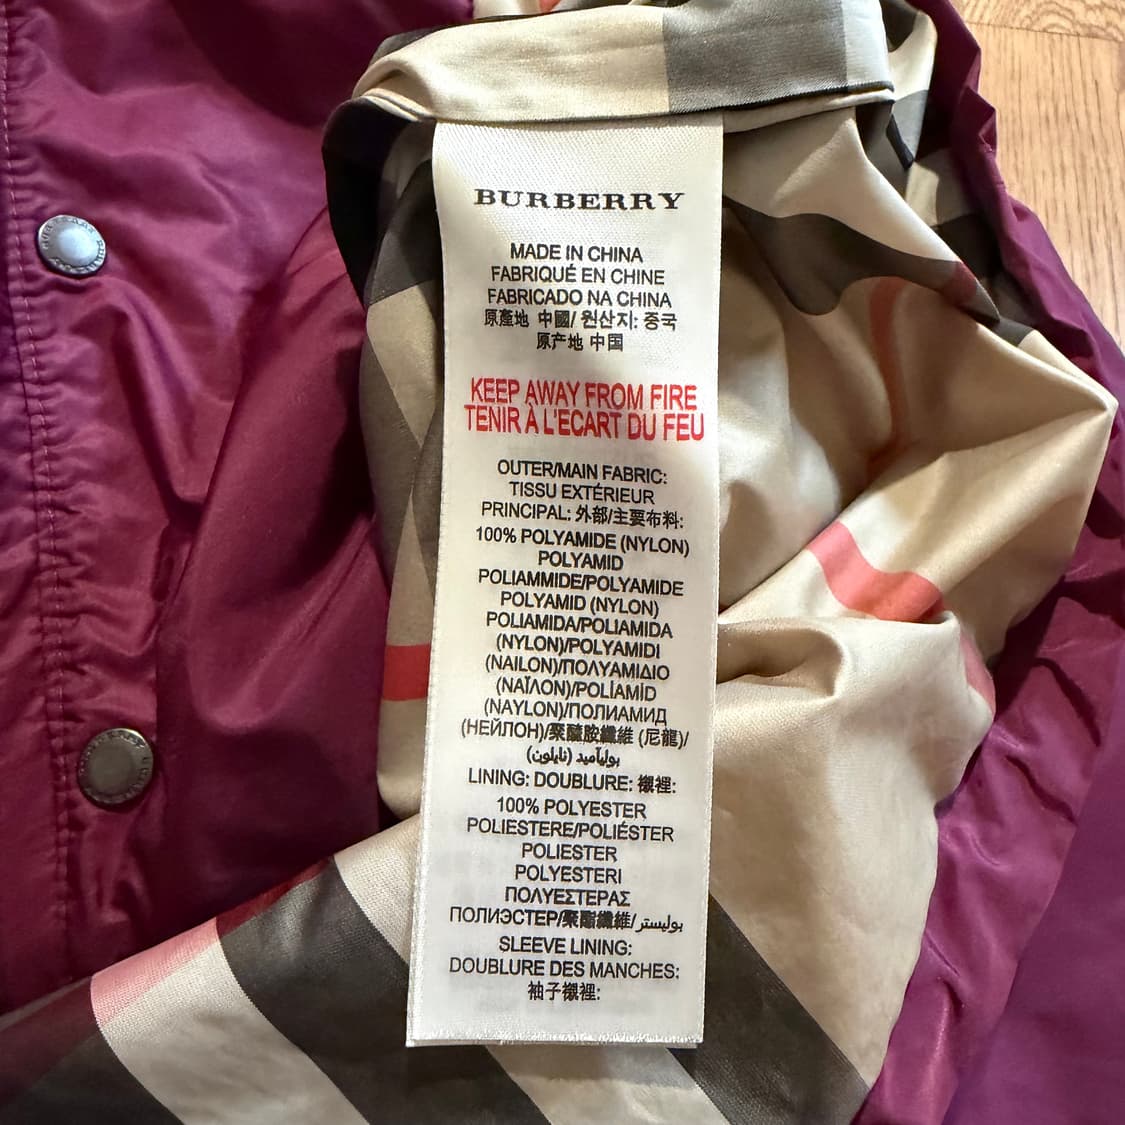 BURBERRY
MADE IN CHINA
FABRIQUÉ EN CHINE
FABRICADO NA CHINA
原產地 中國/ 원산지: 중국
原产地 中国
KEEP AWAY FROM FIRE
TENIR À L'ECART DU FEU
OUTER/MAIN FABRIC:
TISSU EXTÉRIEUR
PRINCIPAL: 外部/主要布料:
100% POLYAMIDE (NYLON)
POLYAMID
POLIAMMIDE/POLYAMIDE
POLYAMID (NYLON)
POLIAMIDA/POLIAMIDA
(NYLON)/POLYAMIDI
(NAILON)/ΠΟΛΥΑΜΙΔΙΟ
(ΝΑΪΛΟΝ)/POLÍAMÍD
(NAYLON)/ПОЛИАМИД
(НЕЙЛОН)/聚醯胺纖維 (尼龍)/
بولیآمید (نایلون)
LINING: DOUBLURE: 襯裡:
100% POLYESTER
POLIESTERE/POLIÉSTER
POLIESTER
POLYESTERI
ΠΟΛΥΕΣΤΕΡΑΣ
ПОЛИЭСТЕР/聚酯纖維/بوليستر
SLEEVE LINING:
DOUBLURE DES MANCHES:
袖子襯裡: